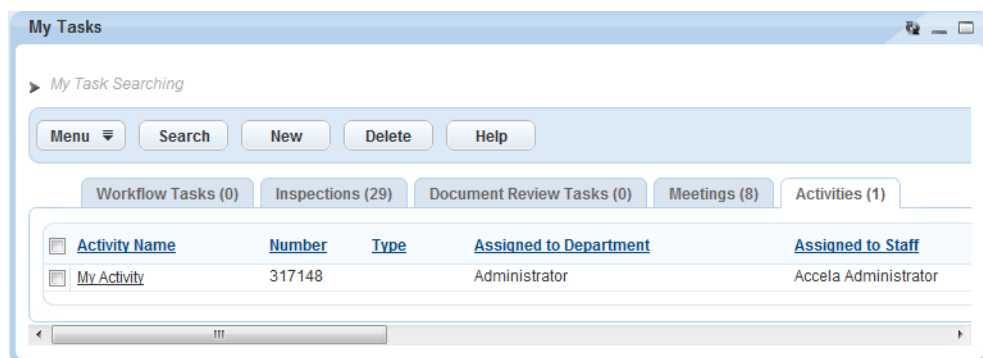 My Tasks
My Task Searching
Menu Search New Delete Help
Workflow Tasks (0) Inspections (29) Document Review Tasks (0) Meetings (8) Activities (1)
Activity Name Number Type Assigned to Department Assigned to Staff
My Activity 317148 Administrator Accela Administrator